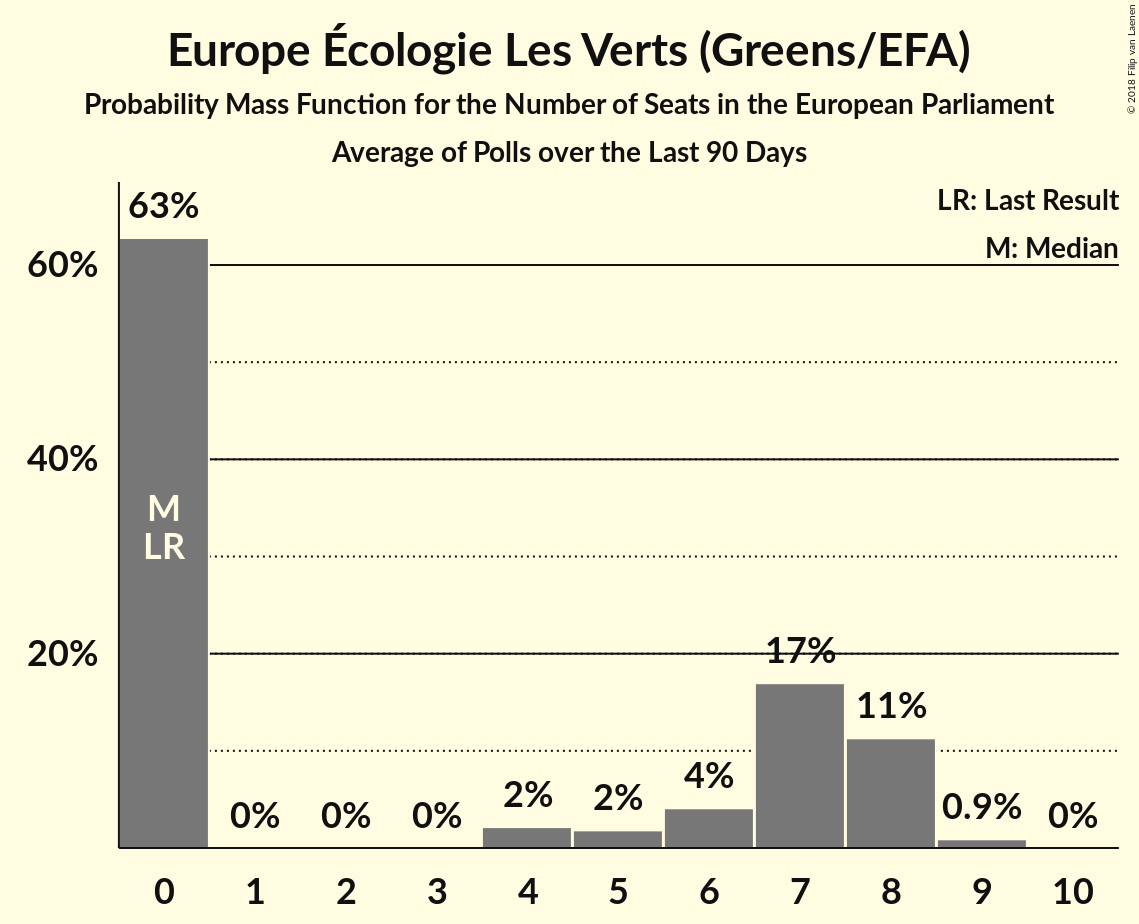 Europe Écologie Les Verts (Greens/EFA)
Probability Mass Function for the Number of Seats in the European Parliament
Average of Polls over the Last 90 Days
© 2018 Filip van Laenen
LR: Last Result
M: Median
63%
60%
40%
20%
M
LR
0%
0%
0%
2%
2%
4%
17%
11%
0.9%
0%
0 1 2 3 4 5 6 7 8 9 10